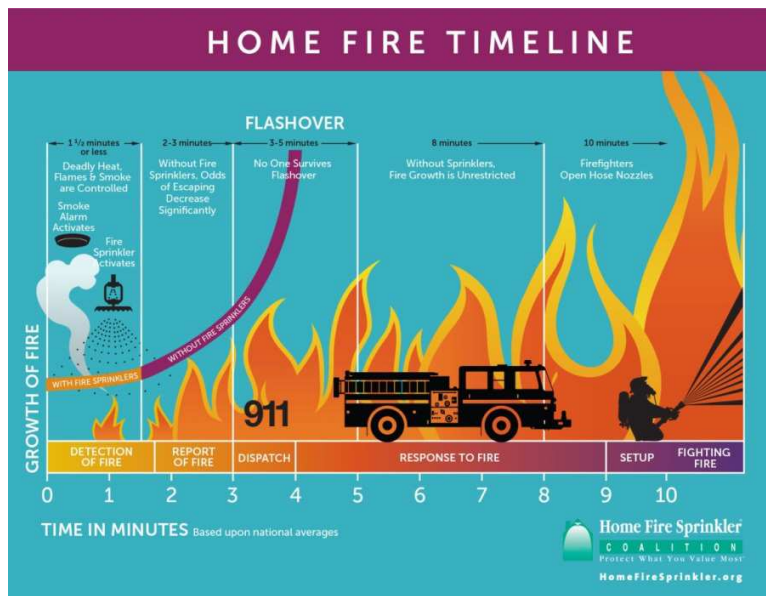 HOME FIRE TIMELINE
FLASHOVER
1 1/2 minutes
or less
Deadly Heat,
Flames & Smoke
are Controlled
Smoke
Alarm
Activates
Fire
Sprinkler
Activates
2-3 minutes
Without Fire
Sprinklers, Odds
of Escaping
Decrease
Significantly
3-5 minutes
No One Survives
Flashover
8 minutes
Without Sprinklers,
Fire Growth is Unrestricted
10 minutes
Firefighters
Open Hose Nozzles
GROWTH OF FIRE
WITH FIRE SPRINKLERS
WITHOUT FIRE SPRINKLERS
911
DETECTION
OF FIRE
REPORT
OF FIRE
DISPATCH
RESPONSE TO FIRE
SETUP
FIGHTING
FIRE
0 1 2 3 4 5 6 7 8 9 10
TIME IN MINUTES Based upon national averages
Home Fire Sprinkler
COALITION
Protect What You Value Most
HomeFireSprinkler.org